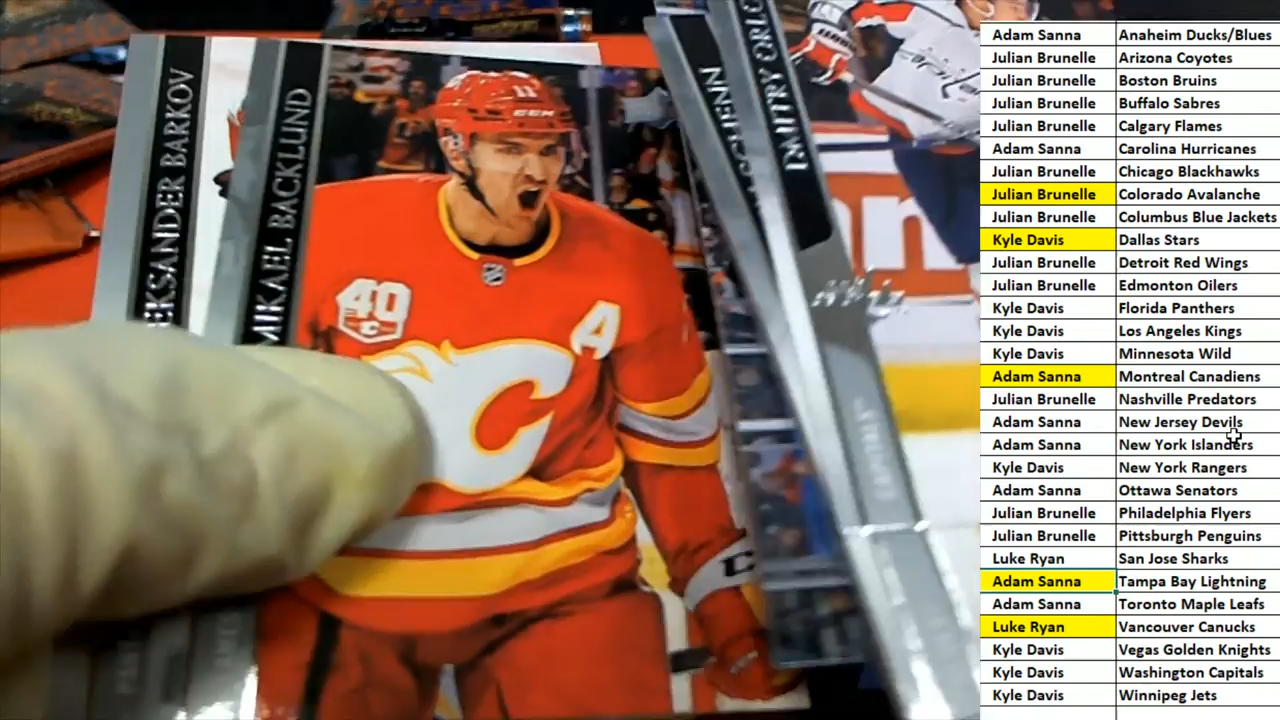 EKSANDER BARKOV
MIKAEL BACKLUND
11
CCM
40
A
C
SCHENN
DMITRY ORLO
CAPITALS
Adam Sanna Anaheim Ducks/Blues
Julian Brunelle Arizona Coyotes
Julian Brunelle Boston Bruins
Julian Brunelle Buffalo Sabres
Julian Brunelle Calgary Flames
Adam Sanna Carolina Hurricanes
Julian Brunelle Chicago Blackhawks
Julian Brunelle Colorado Avalanche
Julian Brunelle Columbus Blue Jackets
Kyle Davis Dallas Stars
Julian Brunelle Detroit Red Wings
Julian Brunelle Edmonton Oilers
Kyle Davis Florida Panthers
Kyle Davis Los Angeles Kings
Kyle Davis Minnesota Wild
Adam Sanna Montreal Canadiens
Julian Brunelle Nashville Predators
Adam Sanna New Jersey Devils
Adam Sanna New York Islanders
Kyle Davis New York Rangers
Adam Sanna Ottawa Senators
Julian Brunelle Philadelphia Flyers
Julian Brunelle Pittsburgh Penguins
Luke Ryan San Jose Sharks
Adam Sanna Tampa Bay Lightning
Adam Sanna Toronto Maple Leafs
Luke Ryan Vancouver Canucks
Kyle Davis Vegas Golden Knights
Kyle Davis Washington Capitals
Kyle Davis Winnipeg Jets